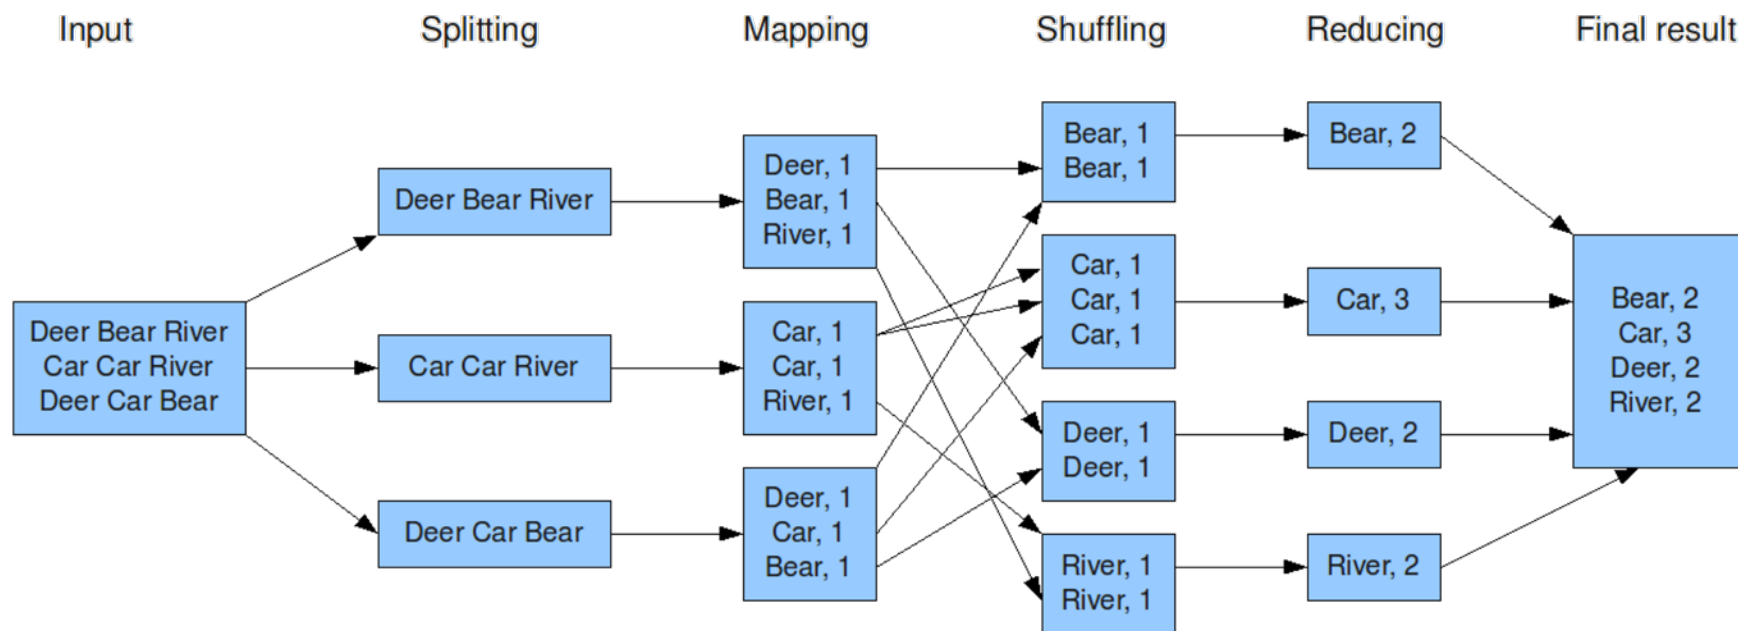 Input
Splitting
Mapping
Shuffling
Reducing
Final result
Deer Bear River
Car Car River
Deer Car Bear
Deer Bear River
Car Car River
Deer Car Bear
Deer, 1
Bear, 1
River, 1
Car, 1
Car, 1
River, 1
Deer, 1
Car, 1
Bear, 1
Bear, 1
Bear, 1
Car, 1
Car, 1
Car, 1
Deer, 1
Deer, 1
River, 1
River, 1
Bear, 2
Car, 3
Deer, 2
River, 2
Bear, 2
Car, 3
Deer, 2
River, 2